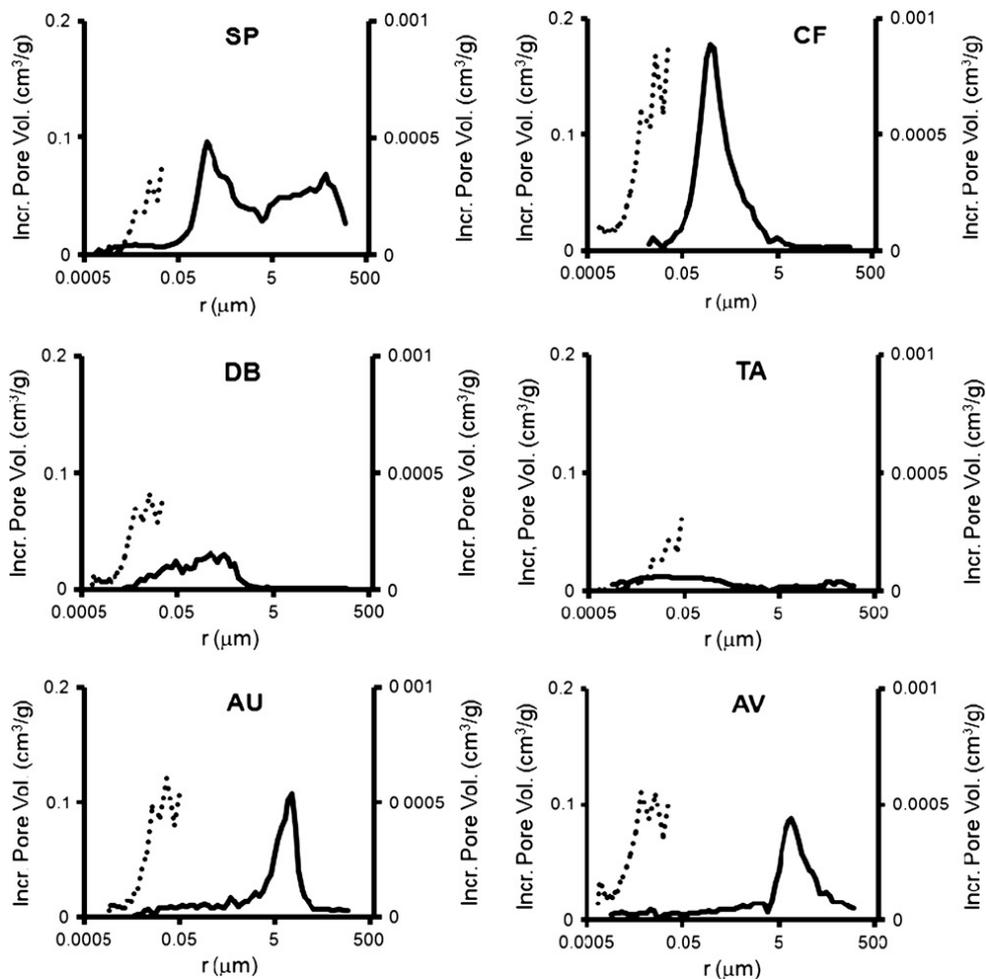 SP
Incr. Pore Vol. (cm³/g)
0.2
0.1
0
0.001
0.0005
0
Incr. Pore Vol. (cm³/g)
0.0005 0.05 5 500
r (μm)
CF
Incr. Pore Vol. (cm³/g)
0.2
0.1
0
0.001
0.0005
0
Incr. Pore Vol. (cm³/g)
0.0005 0.05 5 500
r (μm)
DB
Incr. Pore Vol. (cm³/g)
0.2
0.1
0
0.001
0.0005
0
Incr. Pore Vol. (cm³/g)
0.0005 0.05 5 500
r (μm)
TA
Incr, Pore Vol. (cm³/g)
0.2
0.1
0
0.001
0.0005
0
Incr. Pore Vol. (cm³/g)
0.0005 0.05 5 500
r (μm)
AU
Incr. Pore Vol. (cm³/g)
0.2
0.1
0
0.001
0.0005
0
Incr. Pore Vol. (cm³/g)
0.0005 0.05 5 500
r (μm)
AV
Incr. Pore Vol. (cm³/g)
0.2
0.1
0
0.001
0.0005
0
Incr. Pore Vol. (cm³/g)
0.0005 0.05 5 500
r (μm)